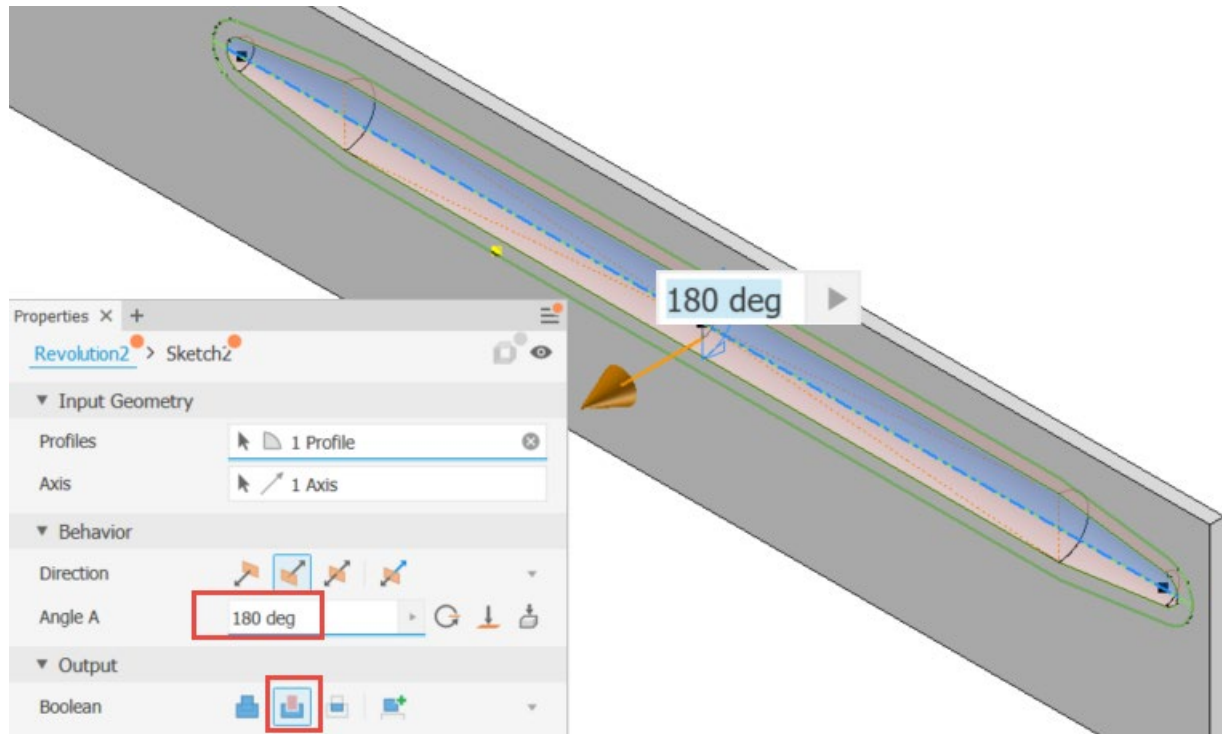 180 deg
Properties × +
Revolution2 > Sketch2
Input Geometry
Profiles 1 Profile
Axis 1 Axis
Behavior
Direction
Angle A 180 deg
Output
Boolean